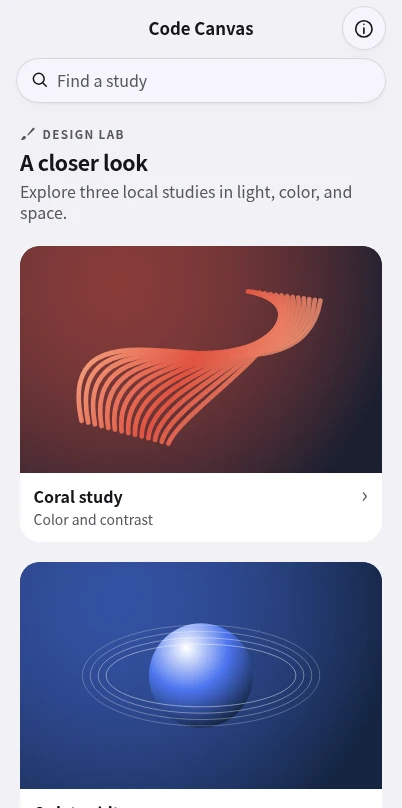 Code Canvas
Find a study
DESIGN LAB
A closer look
Explore three local studies in light, color, and
space.
Coral study
Color and contrast